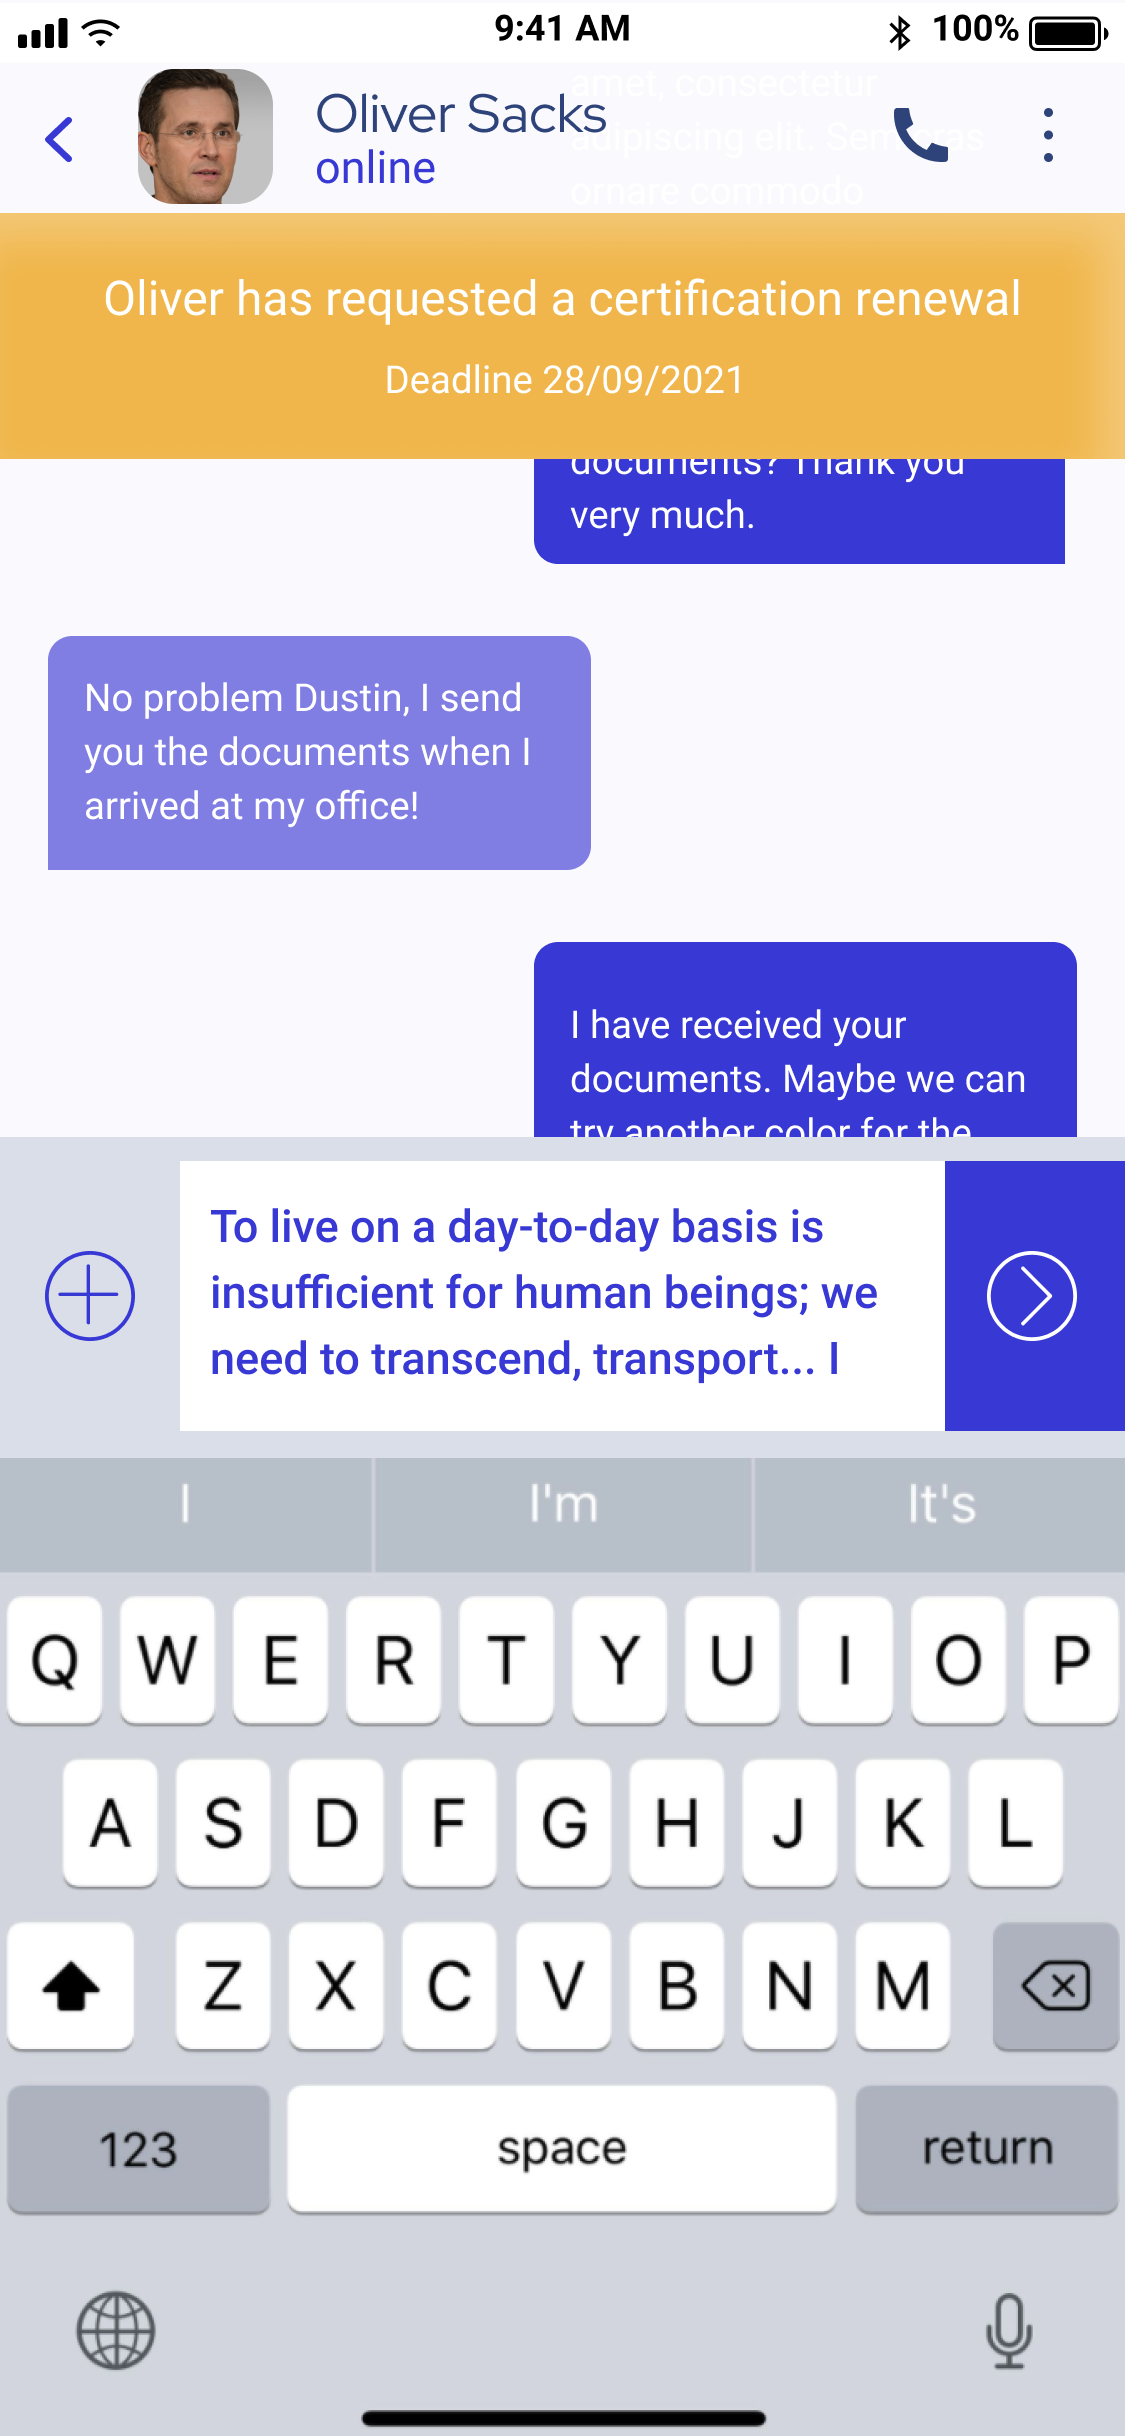 9:41 AM
100%
amet, consectetur
Oliver Sacks
adipiscing elit. Sem cras
online
ornare commodo
Oliver has requested a certification renewal
Deadline 28/09/2021
documents? Thank you
very much.
No problem Dustin, I send
you the documents when I
arrived at my office!
I have received your
documents. Maybe we can
try another color for the
To live on a day-to-day basis is
insufficient for human beings; we
need to transcend, transport... I
I I'm It's
Q W E R T Y U I O P
A S D F G H J K L
Z X C V B N M
123 space return